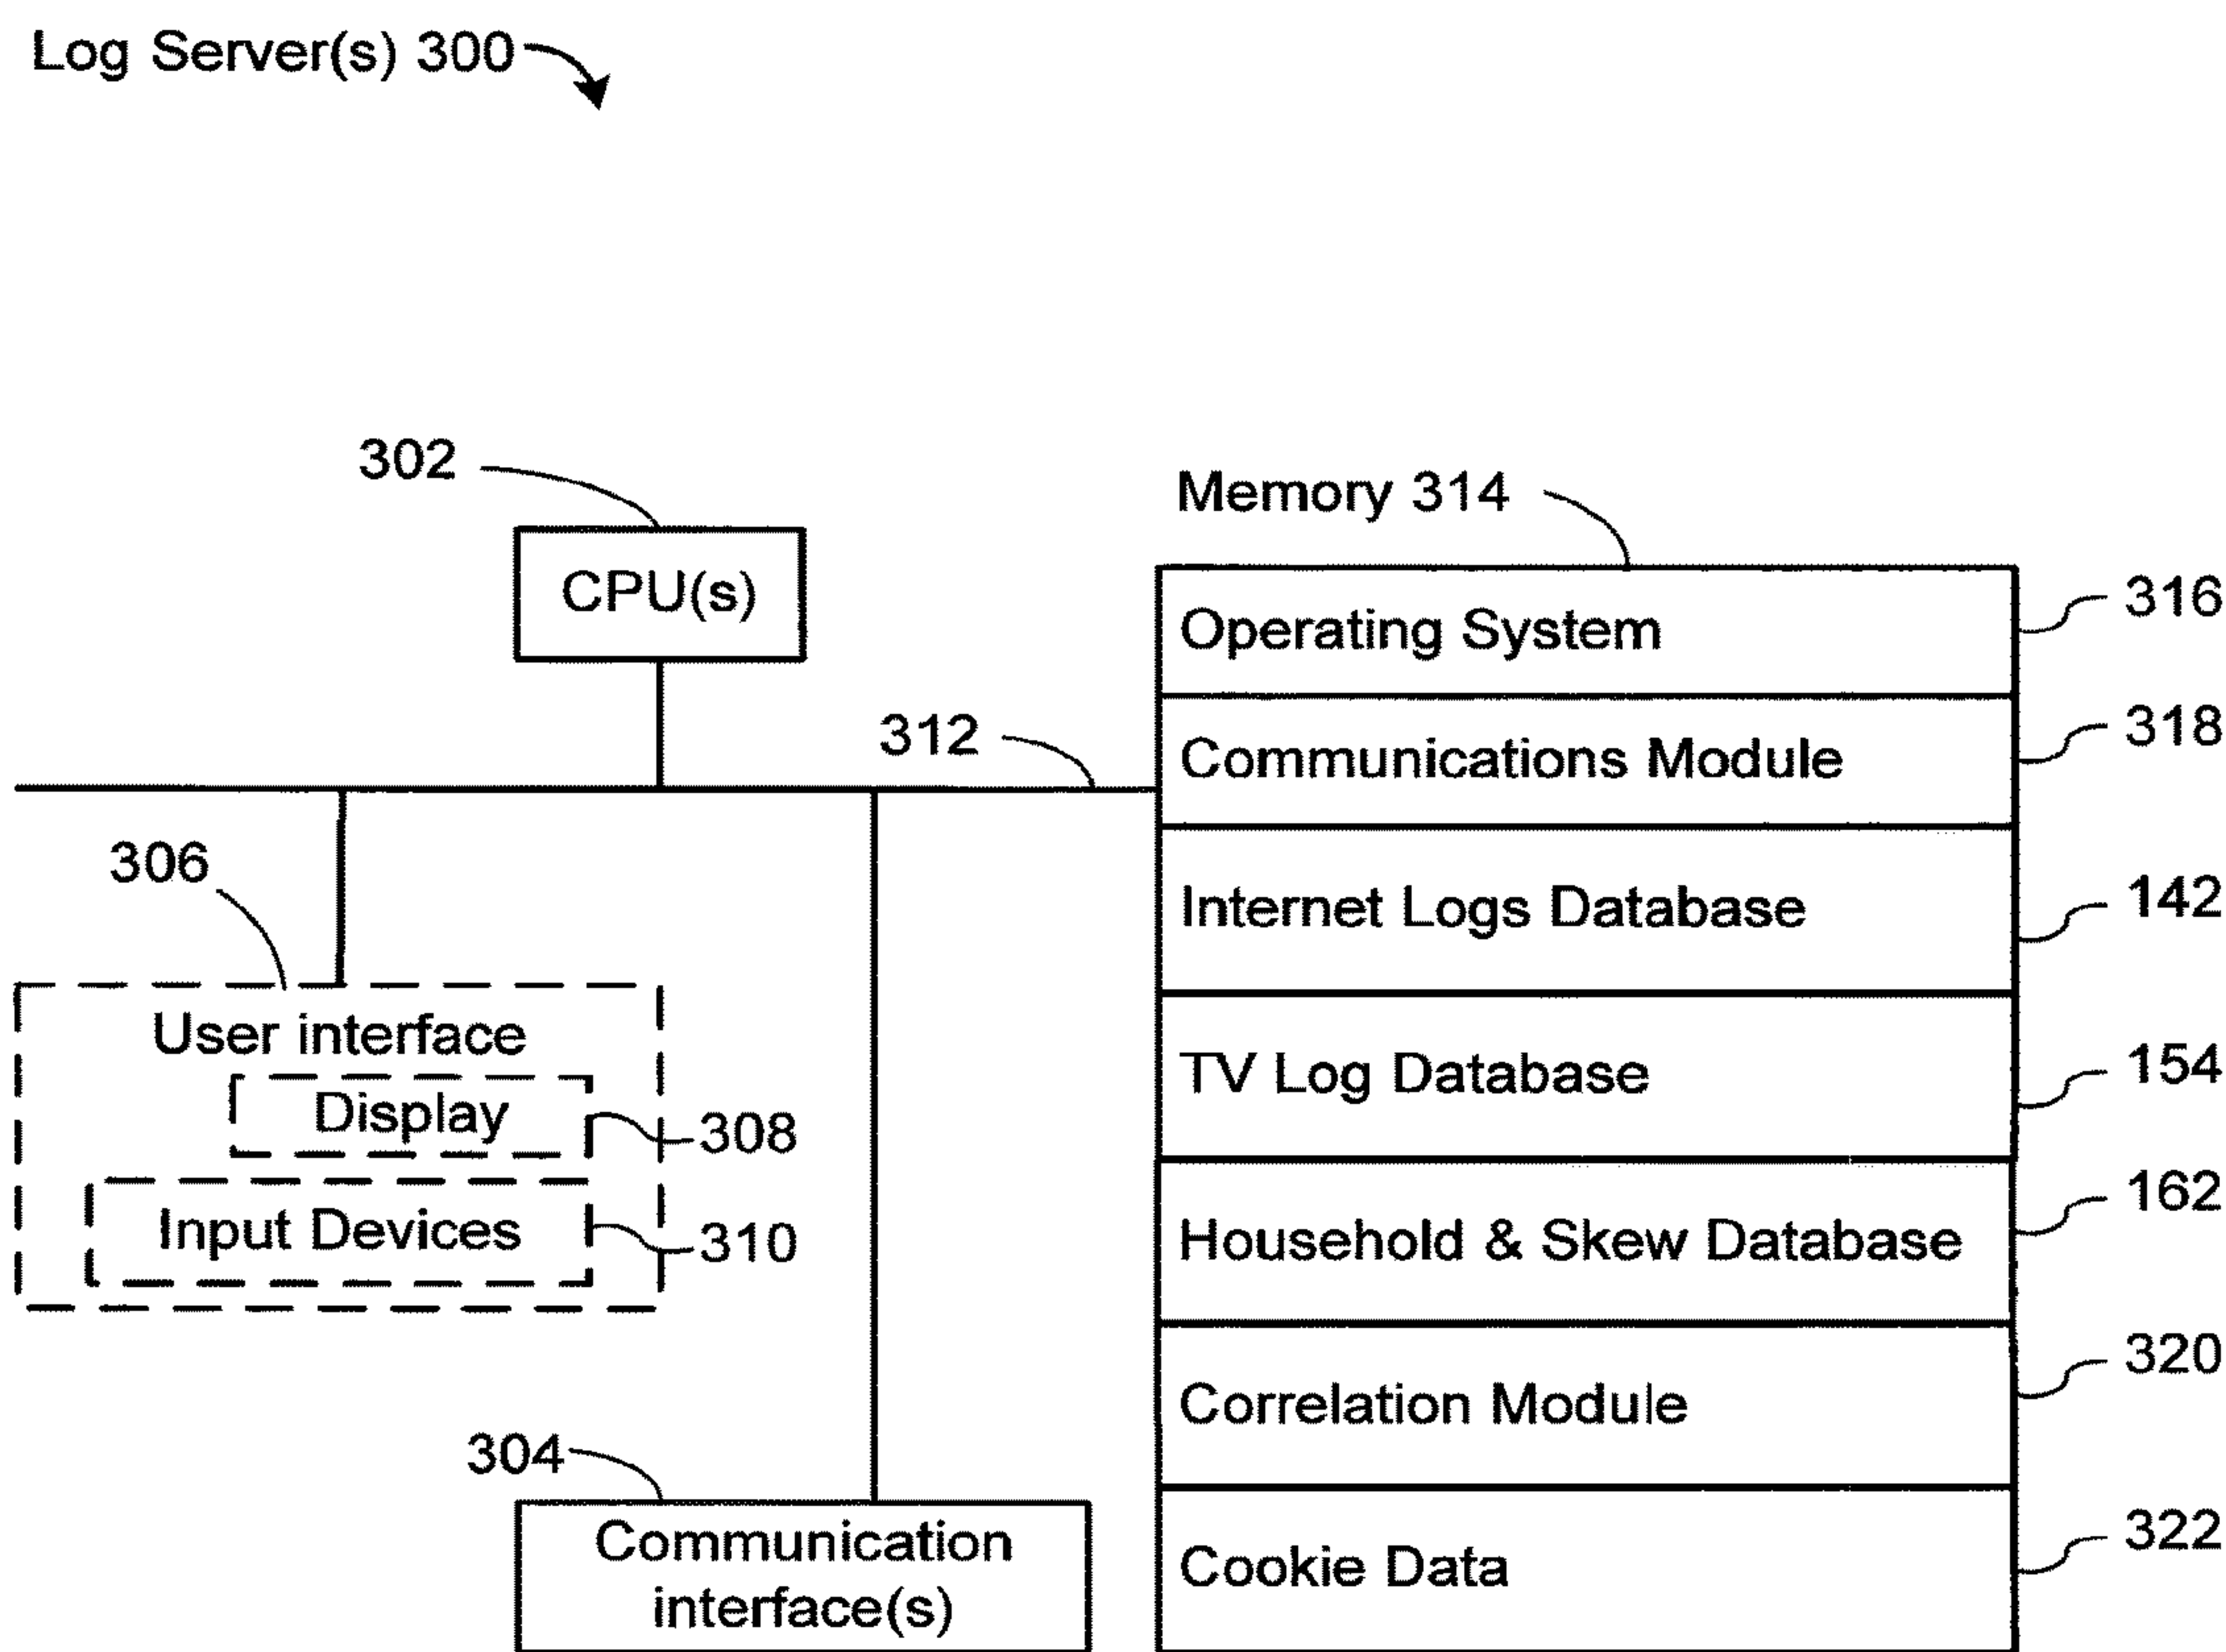 Log Server(s) 300
302
CPU(s)
312
306
User interface
Display
308
Input Devices
310
304
Communication
interface(s)
Memory 314
Operating System
316
Communications Module
318
Internet Logs Database
142
TV Log Database
154
Household & Skew Database
162
Correlation Module
320
Cookie Data
322